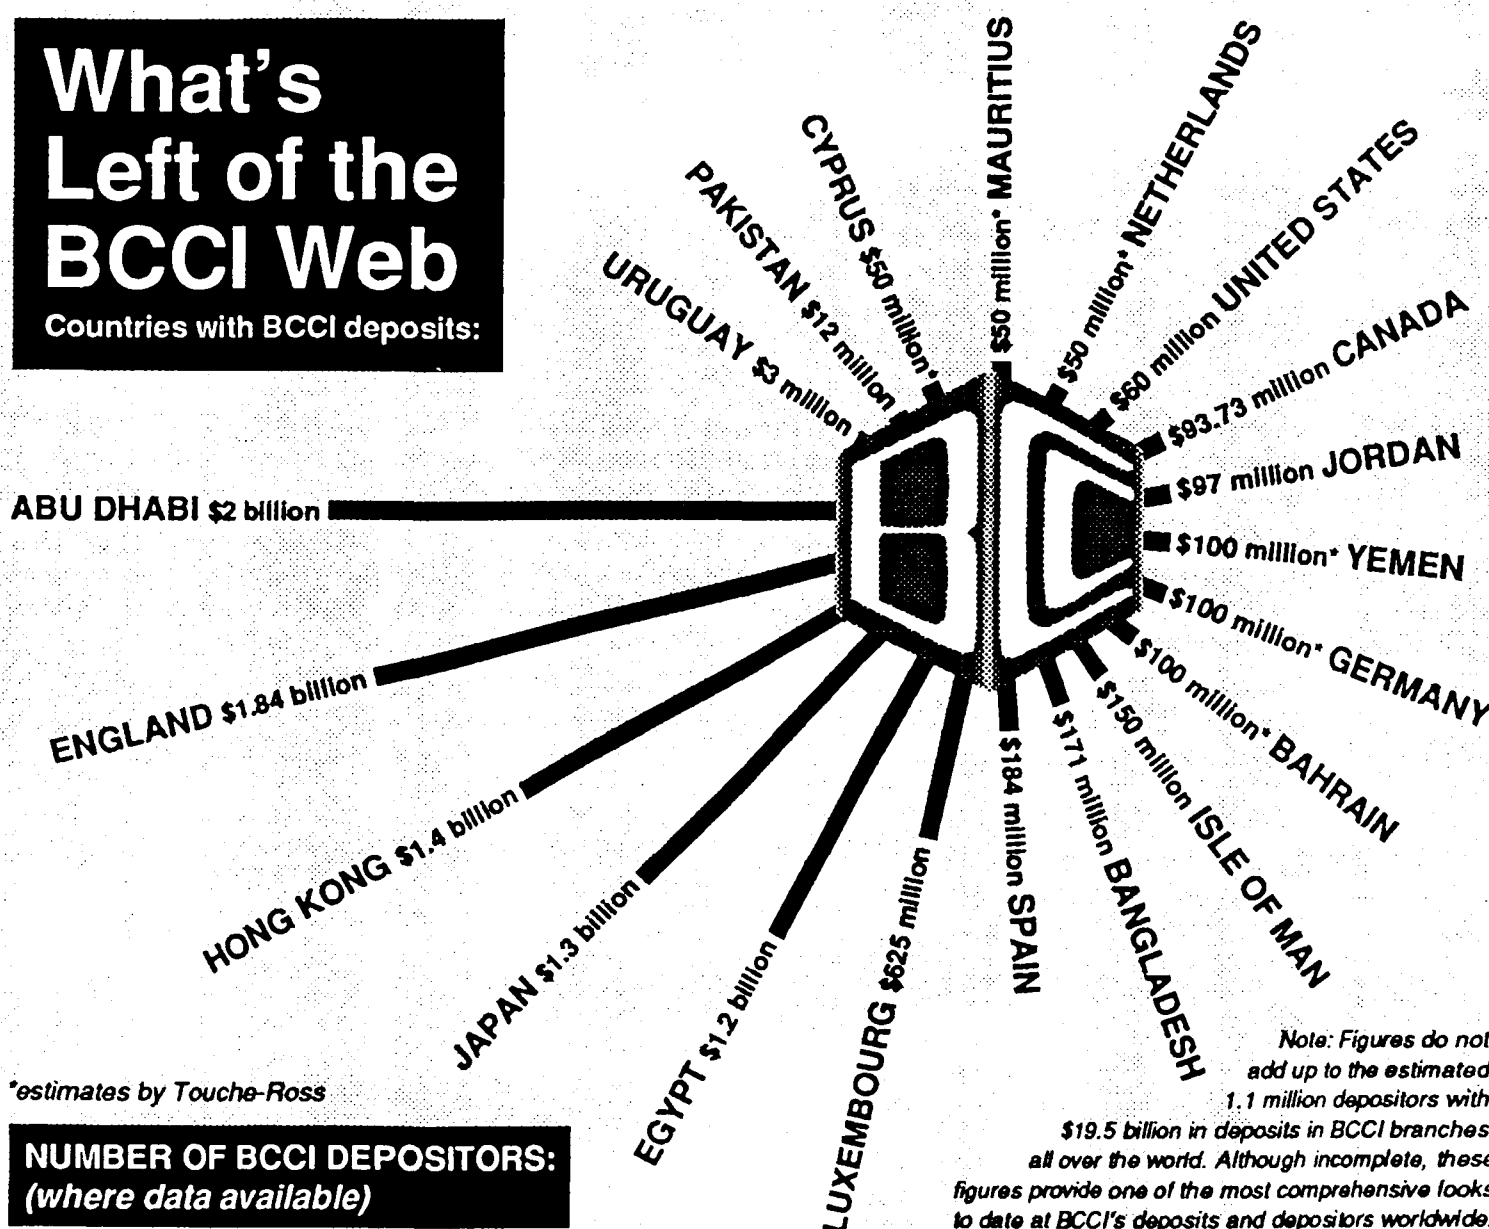 What's
Left of the
BCCI Web
Countries with BCCI deposits:
$50 million* MAURITIUS
$50 million* NETHERLANDS
$60 million UNITED STATES
$93.73 million CANADA
$97 million JORDAN
$100 million* YEMEN
$100 million* GERMANY
$100 million* BAHRAIN
$150 million ISLE OF MAN
$171 million BANGLADESH
$184 million SPAIN
LUXEMBOURG $625 million
EGYPT $1.2 billion
JAPAN $1.3 billion
HONG KONG $1.4 billion
ENGLAND $1.84 billion
ABU DHABI $2 billion
URUGUAY $3 million
PAKISTAN $12 million
CYPRUS $50 million*
*estimates by Touche-Ross
NUMBER OF BCCI DEPOSITORS:
(where data available)
Note: Figures do not
add up to the estimated
1.1 million depositors with
$19.5 billion in deposits in BCCI branches
all over the world. Although incomplete, these
figures provide one of the most comprehensive looks
to date at BCCI's deposits and depositors worldwide.